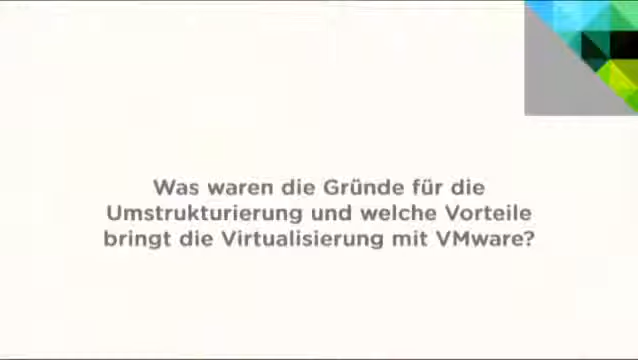 Was waren die Gründe für die
Umstrukturierung und welche Vorteile
bringt die Virtualisierung mit VMware?